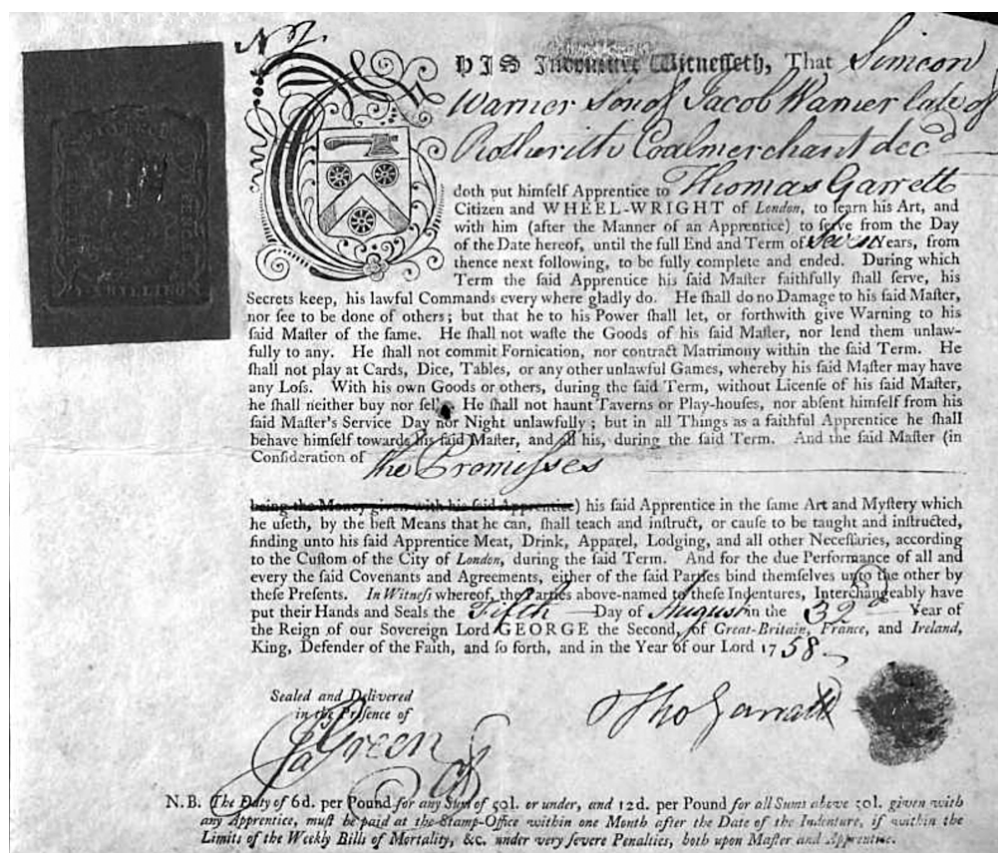 No 2.
THIS Indenture Witnesseth, That Simeon
Warner Son of Jacob Warner late of
Rotherith Coalmerchant decd
doth put himself Apprentice to Thomas Garrett
Citizen and WHEEL-WRIGHT of London, to learn his Art, and
with him (after the Manner of an Apprentice) to serve from the Day
of the Date hereof, until the full End and Term of Seven Years, from
thence next following, to be fully complete and ended. During which
Term the said Apprentice his said Master faithfully shall serve, his
Secrets keep, his lawful Commands every where gladly do. He shall do no Damage to his said Master,
nor see to be done of others; but that he to his Power shall let, or forthwith give Warning to his
said Master of the same. He shall not waste the Goods of his said Master, nor lend them unlaw-
fully to any. He shall not commit Fornication, nor contract Matrimony within the said Term. He
shall not play at Cards, Dice, Tables, or any other unlawful Games, whereby his said Master may have
any Loss. With his own Goods or others, during the said Term, without License of his said Master,
he shall neither buy nor sell. He shall not haunt Taverns or Play-houses, nor absent himself from his
said Master's Service Day nor Night unlawfully; but in all Things as a faithful Apprentice he shall
behave himself towards his said Master, and all his, during the said Term. And the said Master (in
Consideration of the Promisses
being the Money given with his said Apprentice) his said Apprentice in the same Art and Mystery which
he useth, by the best Means that he can, shall teach and instruct, or cause to be taught and instructed,
finding unto his said Apprentice Meat, Drink, Apparel, Lodging, and all other Necessaries, according
to the Custom of the City of London, during the said Term. And for the due Performance of all and
every the said Covenants and Agreements, either of the said Parties bind themselves unto the other by
these Presents. In Witness whereof, the Parties above-named to these Indentures, Interchangeably have
put their Hands and Seals the Fifth Day of August in the 32d Year of
the Reign of our Sovereign Lord GEORGE the Second, of Great-Britain, France, and Ireland,
King, Defender of the Faith, and so forth, and in the Year of our Lord 1758
Sealed and Delivered
in the Presence of
Tho Garratt
Ja Green
N.B. The Duty of 6d. per Pound for any Sum of 50l. or under, and 12d. per Pound for all Sums above 50l. given with
any Apprentice, must be paid at the Stamp-Office within one Month after the Date of the Indenture, if within the
Limits of the Weekly Bills of Mortality, &c. under very severe Penalties, both upon Master and Apprentice.